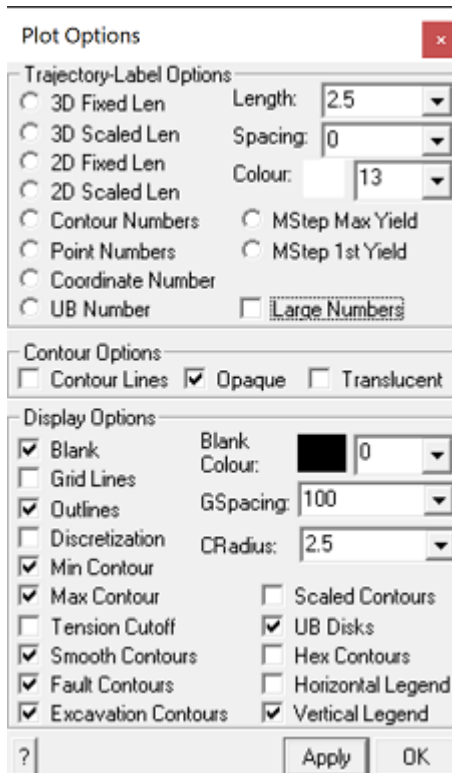 Plot Options ×
Trajectory-Label Options
3D Fixed Len Length: 2.5
3D Scaled Len Spacing: 0
2D Fixed Len Colour: 13
2D Scaled Len
Contour Numbers MStep Max Yield
Point Numbers MStep 1st Yield
Coordinate Number
UB Number Large Numbers
Contour Options
Contour Lines Opaque Translucent
Display Options
Blank Blank Colour: 0
Grid Lines
Outlines GSpacing: 100
Discretization CRadius: 2.5
Min Contour
Max Contour Scaled Contours
Tension Cutoff UB Disks
Smooth Contours Hex Contours
Fault Contours Horizontal Legend
Excavation Contours Vertical Legend
? Apply OK